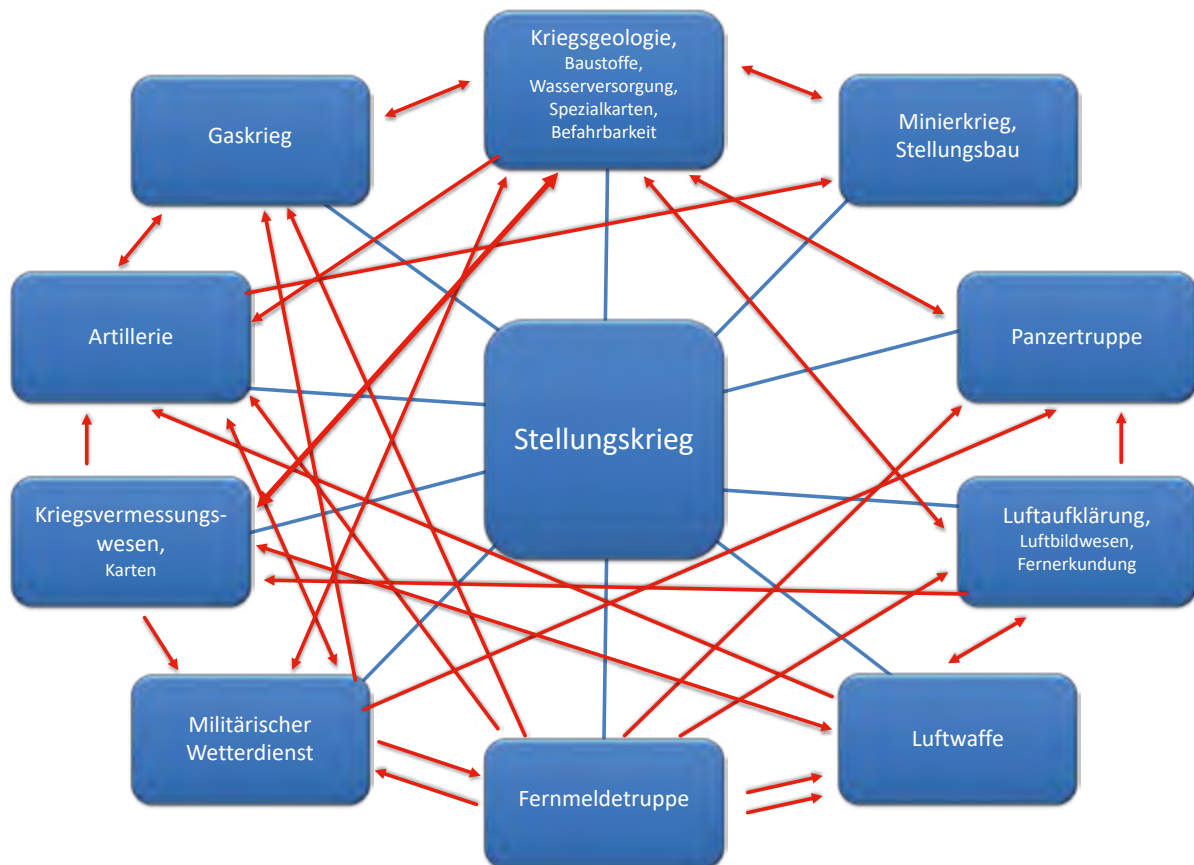 Kriegsgeologie,
Baustoffe,
Wasserversorgung,
Spezialkarten,
Befahrbarkeit
Gaskrieg
Minierkrieg,
Stellungsbau
Artillerie
Panzertruppe
Stellungskrieg
Kriegsvermessungs-
wesen,
Karten
Luftaufklärung,
Luftbildwesen,
Fernerkundung
Militärischer
Wetterdienst
Fernmeldetruppe
Luftwaffe